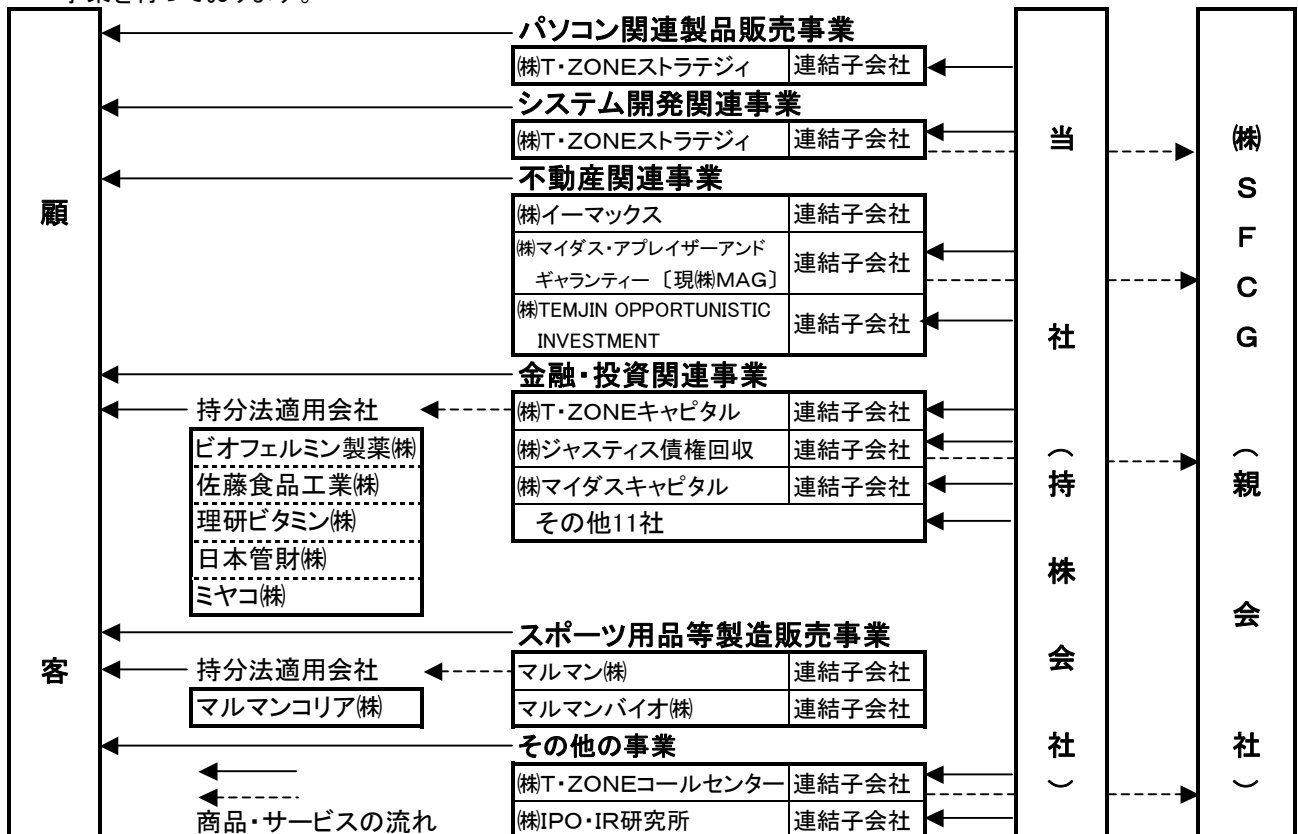 事業を行っております。
顧客
パソコン関連製品販売事業
㈱T・ZONEストラテジィ 連結子会社
システム開発関連事業
㈱T・ZONEストラテジィ 連結子会社
不動産関連事業
㈱イーマックス 連結子会社
㈱マイダス・アプレイザーアンド
ギャランティー〔現㈱MAG〕 連結子会社
㈱TEMJIN OPPORTUNISTIC
INVESTMENT 連結子会社
金融・投資関連事業
持分法適用会社
ビオフェルミン製薬㈱
佐藤食品工業㈱
理研ビタミン㈱
日本管財㈱
ミヤコ㈱
㈱T・ZONEキャピタル 連結子会社
㈱ジャスティス債権回収 連結子会社
㈱マイダスキャピタル 連結子会社
その他11社
スポーツ用品等製造販売事業
持分法適用会社
マルマンコリア㈱
マルマン㈱ 連結子会社
マルマンバイオ㈱ 連結子会社
その他の事業
㈱T・ZONEコールセンター 連結子会社
㈱IPO・IR研究所 連結子会社
商品・サービスの流れ
当社(持株会社)
㈱SFCG(親会社)